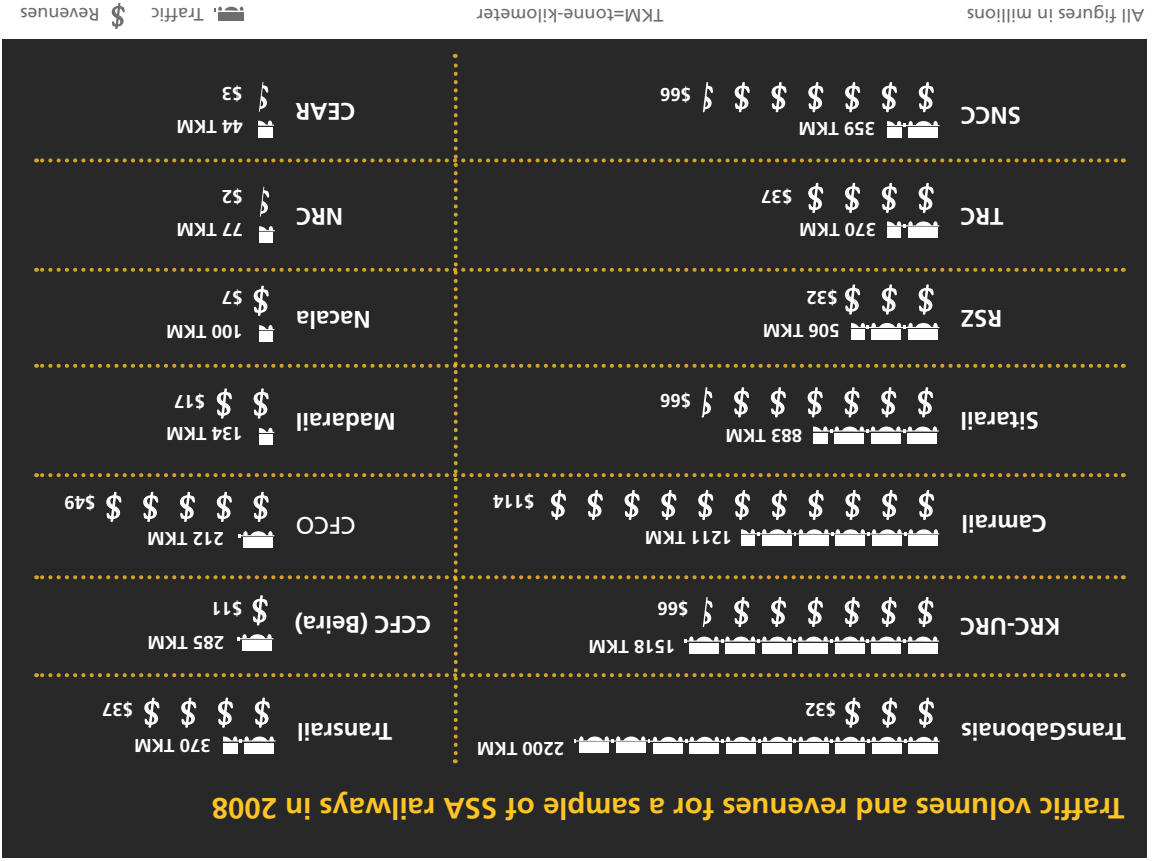 Traffic volumes and revenues for a sample of SSA railways in 2008
TransGabonais
2200 TKM
$32
KRC-URC
1518 TKM
$66
Camrail
1211 TKM
$114
Sitarail
883 TKM
$66
RSZ
506 TKM
$32
TRC
370 TKM
$37
SNCC
359 TKM
$66
Transrail
370 TKM
$37
CCFC (Beira)
285 TKM
$11
CFCO
212 TKM
$49
Madarail
134 TKM
$17
Nacala
100 TKM
$7
NRC
77 TKM
$2
CEAR
44 TKM
$3
All figures in millions
TKM=tonne-kilometer
Traffic
$ Revenues